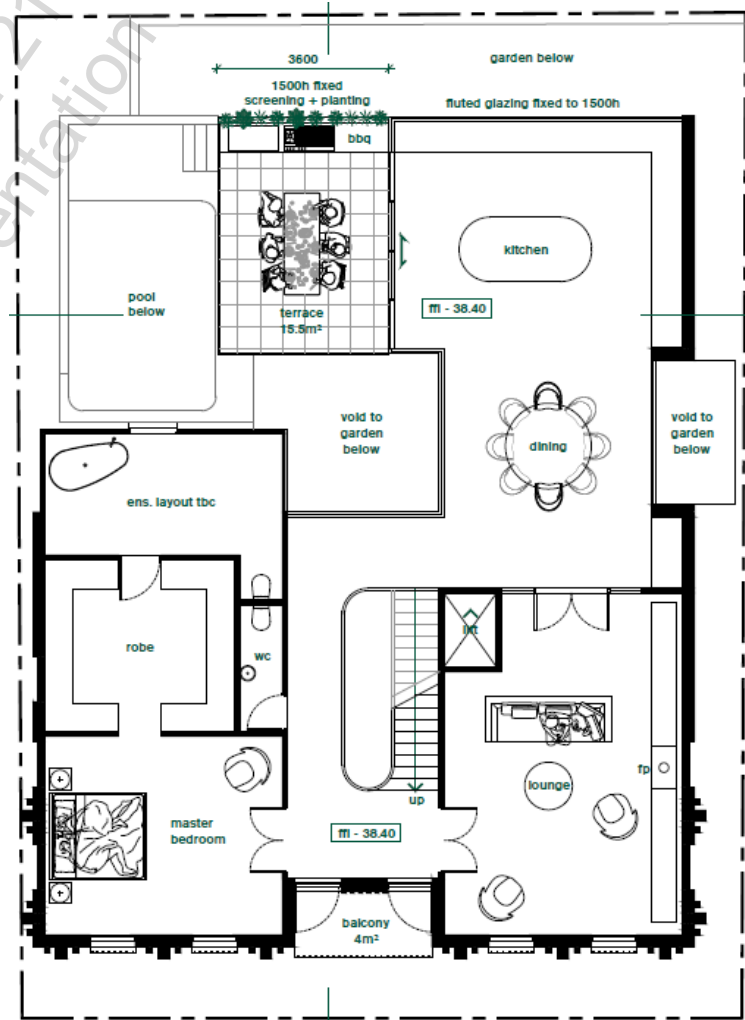 21
entation
3600
garden below
1500h fixed
screening + planting
fluted glazing fixed to 1500h
bbq
kitchen
pool
below
terrace
15.5m²
ffl - 38.40
void to
garden
below
dining
void to
garden
below
ens. layout tbc
robe
wc
lift
fp
lounge
up
master
bedroom
ffl - 38.40
balcony
4m²